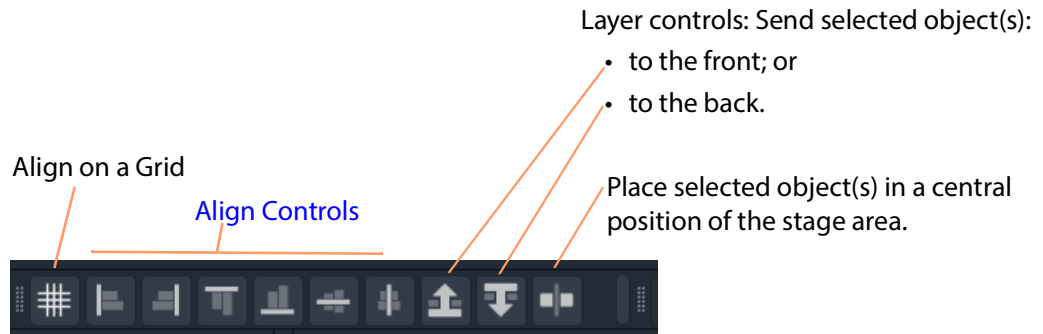 Layer controls: Send selected object(s):
• to the front; or
• to the back.
Align on a Grid
Align Controls
Place selected object(s) in a central
position of the stage area.